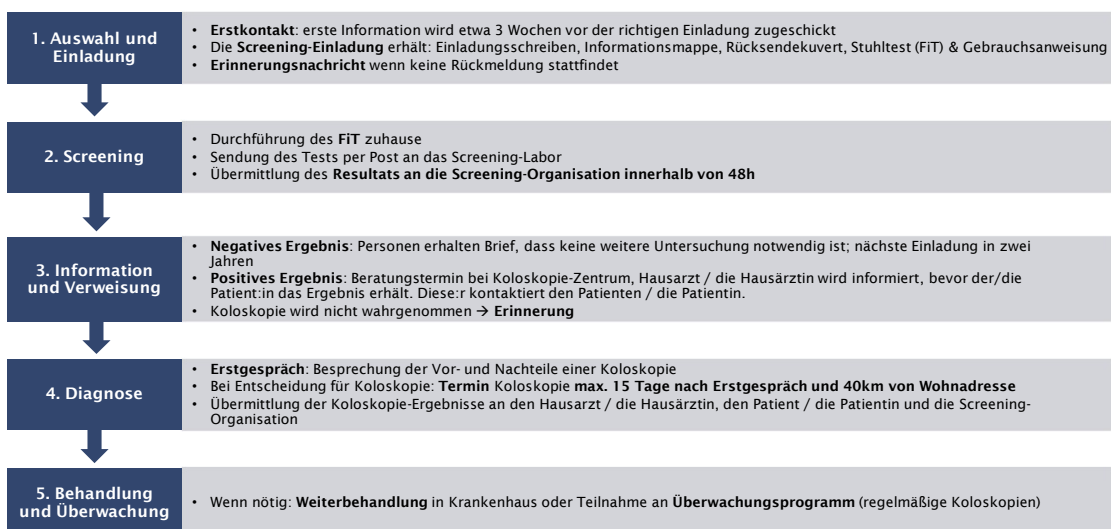 1. Auswahl und
Einladung
• Erstkontakt: erste Information wird etwa 3 Wochen vor der richtigen Einladung zugeschickt
• Die Screening-Einladung erhält: Einladungsschreiben, Informationsmappe, Rücksendekuvert, Stuhltest (FiT) & Gebrauchsanweisung
• Erinnerungsnachricht wenn keine Rückmeldung stattfindet
2. Screening
• Durchführung des FiT zuhause
• Sendung des Tests per Post an das Screening-Labor
• Übermittlung des Resultats an die Screening-Organisation innerhalb von 48h
3. Information
und Verweisung
• Negatives Ergebnis: Personen erhalten Brief, dass keine weitere Untersuchung notwendig ist; nächste Einladung in zwei
Jahren
• Positives Ergebnis: Beratungstermin bei Koloskopie-Zentrum, Hausarzt / die Hausärztin wird informiert, bevor der/die
Patient:in das Ergebnis erhält. Diese:r kontaktiert den Patienten / die Patientin.
• Koloskopie wird nicht wahrgenommen → Erinnerung
4. Diagnose
• Erstgespräch: Besprechung der Vor- und Nachteile einer Koloskopie
• Bei Entscheidung für Koloskopie: Termin Koloskopie max. 15 Tage nach Erstgespräch und 40km von Wohnadresse
• Übermittlung der Koloskopie-Ergebnisse an den Hausarzt / die Hausärztin, den Patient / die Patientin und die Screening-
Organisation
5. Behandlung
und Überwachung
• Wenn nötig: Weiterbehandlung in Krankenhaus oder Teilnahme an Überwachungsprogramm (regelmäßige Koloskopien)